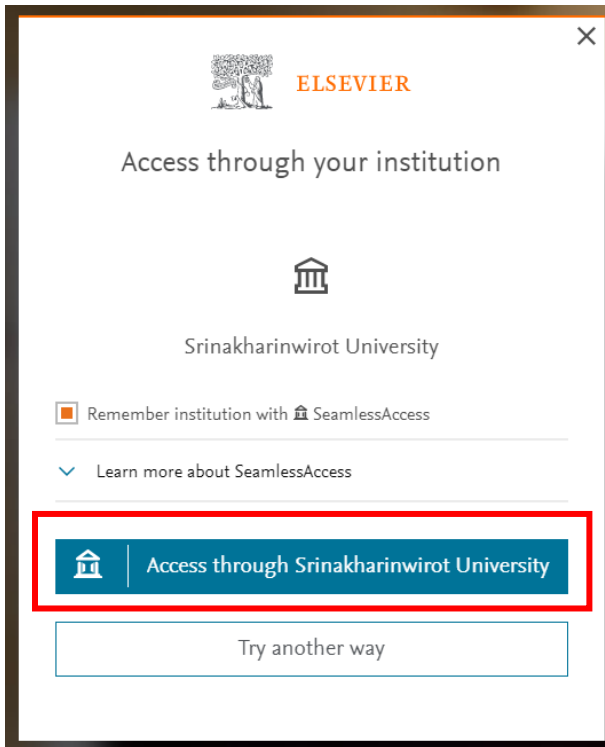 ELSEVIER
Access through your institution
Srinakharinwirot University
Remember institution with SeamlessAccess
Learn more about SeamlessAccess
Access through Srinakharinwirot University
Try another way